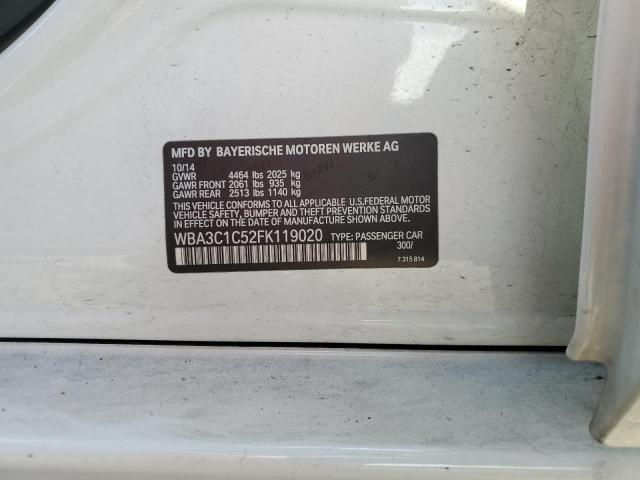 MFD BY BAYERISCHE MOTOREN WERKE AG
10/14
GVWR 4464 lbs 2025 kg
GAWR FRONT 2061 lbs 935 kg
GAWR REAR 2513 lbs 1140 kg
THIS VEHICLE CONFORMS TO ALL APPLICABLE U.S.FEDERAL MOTOR
VEHICLE SAFETY, BUMPER, AND THEFT PREVENTION STANDARDS
IN EFFECT ON THE DATE OF MANUFACTURE SHOWN ABOVE.
WBA3C1C52FK119020 TYPE: PASSENGER CAR
300/
7 315 814